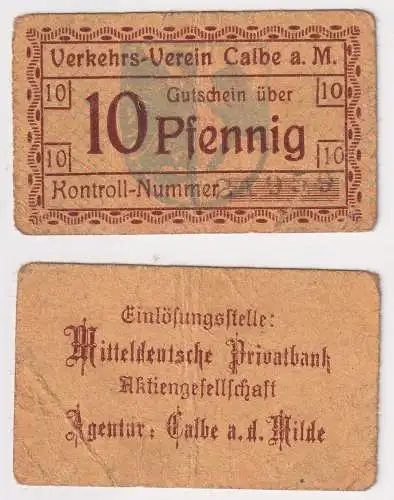 Verkehrs-Verein Calbe a. M.
10 Gutschein über 10
10 Pfennig
10 10
Kontroll-Nummer
Einlösungsstelle:
Mitteldeutsche Privatbank
Aktiengesellschaft
Agentur: Calbe a. d. Milde